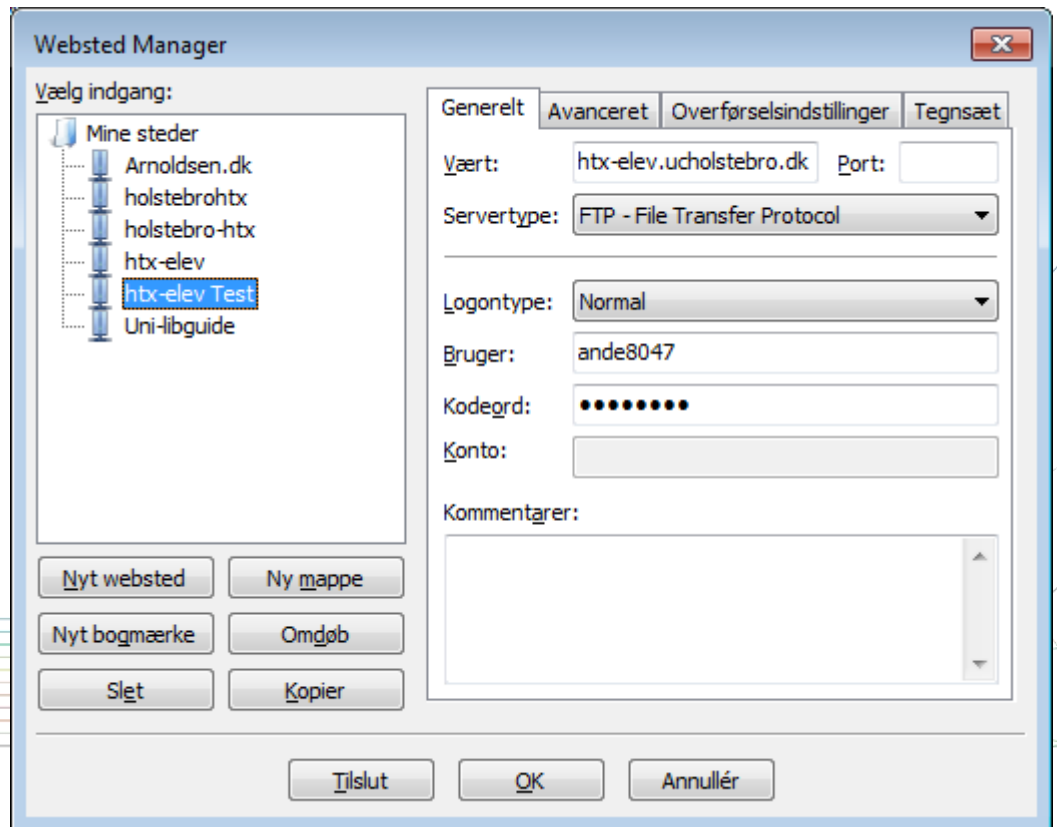 Websted Manager
Vælg indgang:
Mine steder
Arnoldsen.dk
holstebrohtx
holstebro-htx
htx-elev
htx-elev Test
Uni-libguide
Nyt websted Ny mappe
Nyt bogmærke Omdøb
Slet Kopier
Generelt Avanceret Overførselsindstillinger Tegnsæt
Vært: htx-elev.ucholstebro.dk Port:
Servertype: FTP - File Transfer Protocol
Logontype: Normal
Bruger: ande8047
Kodeord: ●●●●●●●●
Konto:
Kommentarer:
Tilslut OK Annullér